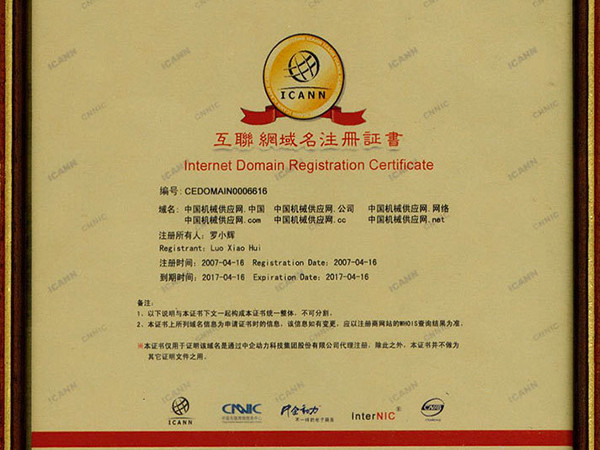 ICANN
互聯網域名注册証書
Internet Domain Registration Certificate
编号: CEDOMAIN0006616
域名: 中国机械供应网.中国 中国机械供应网.公司 中国机械供应网.网络
中国机械供应网.com 中国机械供应网.cc 中国机械供应网.net
注册所有人: 罗小辉
Registrant: Luo Xiao Hui
注册时间: 2007-04-16 Registration Date: 2007-04-16
到期时间: 2017-04-16 Expiration Date: 2017-04-16
备注:
1、以下说明与本证书下文一起构成本证书统一整体，不可分割。
2、本证书上所列域名信息为申请证书时的信息，该信息如有变更，应以注册商网站的WHOIS查询结果为准。
※本证书仅用于证明该域名是通过中企动力科技集团股份有限公司代理注册，除此之外，本证书并不做为
其它证明文件之用。
ICANN CNNIC 中企动力 InterNIC